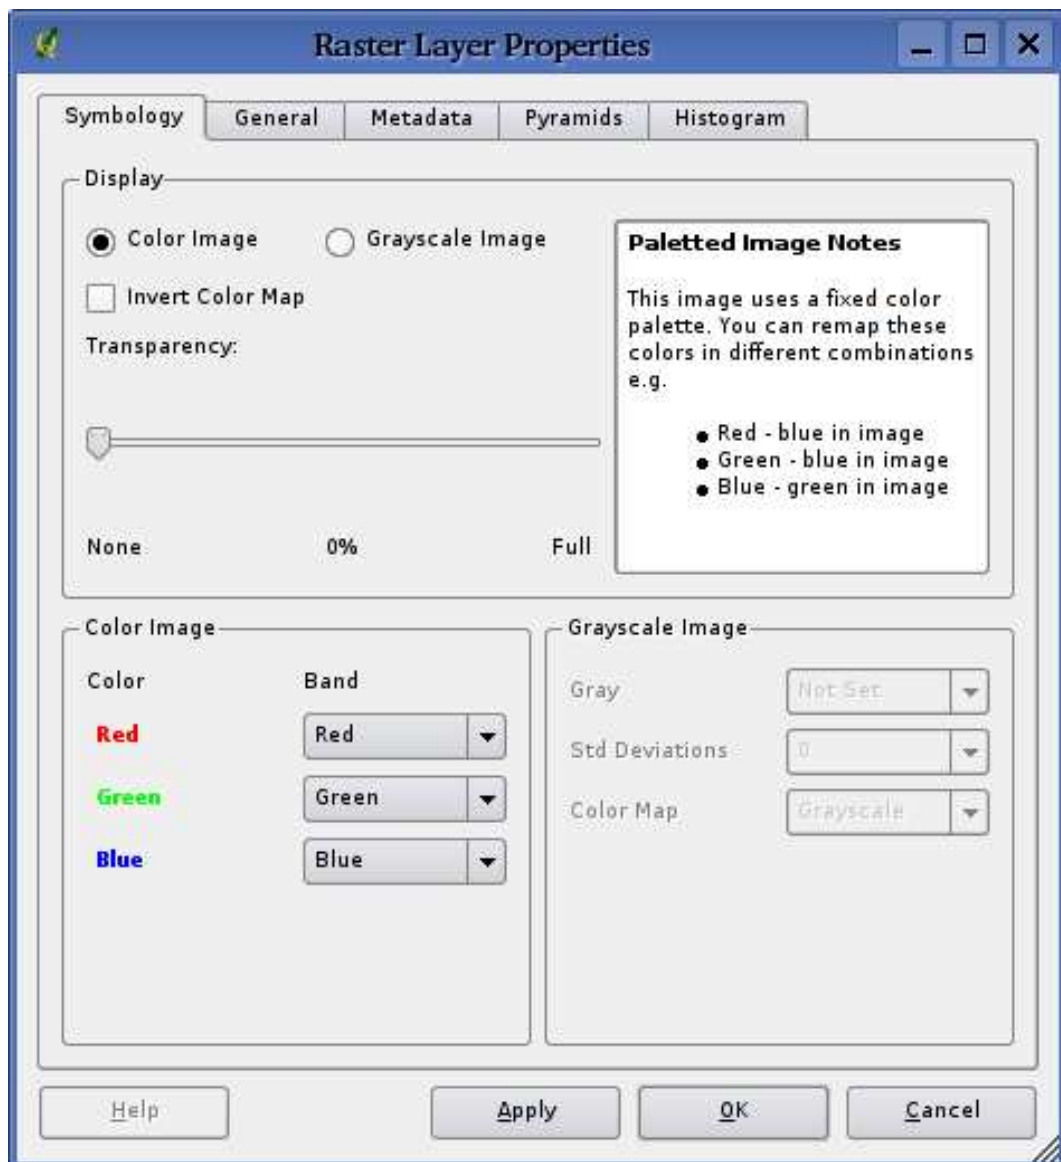 Raster Layer Properties
Symbology
General
Metadata
Pyramids
Histogram
Display
Color Image
Grayscale Image
Invert Color Map
Transparency:
None
0%
Full
Paletted Image Notes
This image uses a fixed color
palette. You can remap these
colors in different combinations
e.g.
• Red - blue in image
• Green - blue in image
• Blue - green in image
Color Image
Color
Band
Red
Red
Green
Green
Blue
Blue
Grayscale Image
Gray
Not Set
Std Deviations
0
Color Map
Grayscale
Help
Apply
OK
Cancel